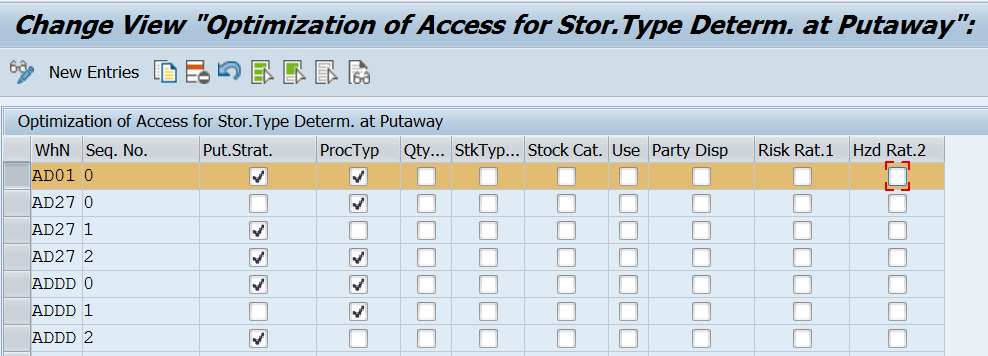 Change View "Optimization of Access for Stor.Type Determ. at Putaway":
New Entries
Optimization of Access for Stor.Type Determ. at Putaway
WhN Seq. No. Put.Strat. ProcTyp Qty... StkTyp... Stock Cat. Use Party Disp Risk Rat.1 Hzd Rat.2
AD01 0
AD27 0
AD27 1
AD27 2
ADDD 0
ADDD 1
ADDD 2